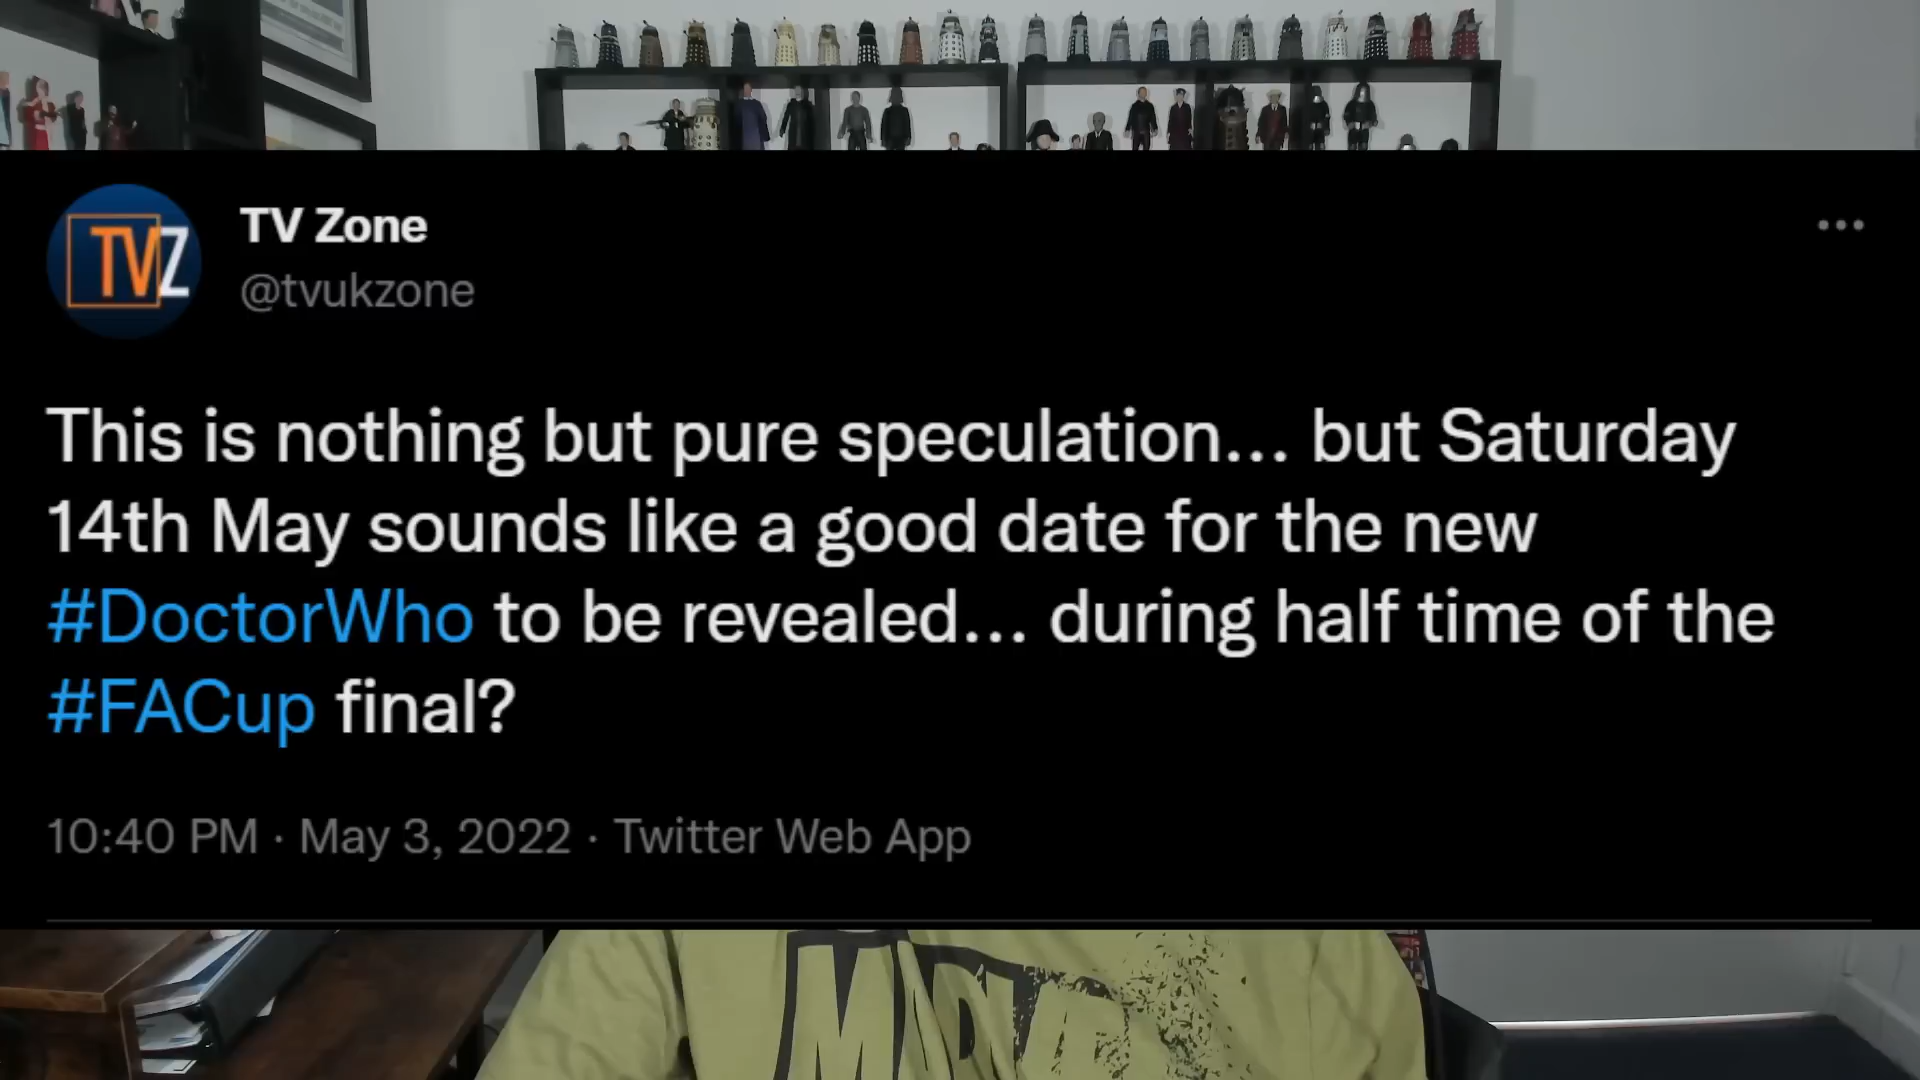 TVZ
TV Zone
@tvukzone
This is nothing but pure speculation... but Saturday
14th May sounds like a good date for the new
#DoctorWho to be revealed... during half time of the
#FACup final?
10:40 PM · May 3, 2022 · Twitter Web App